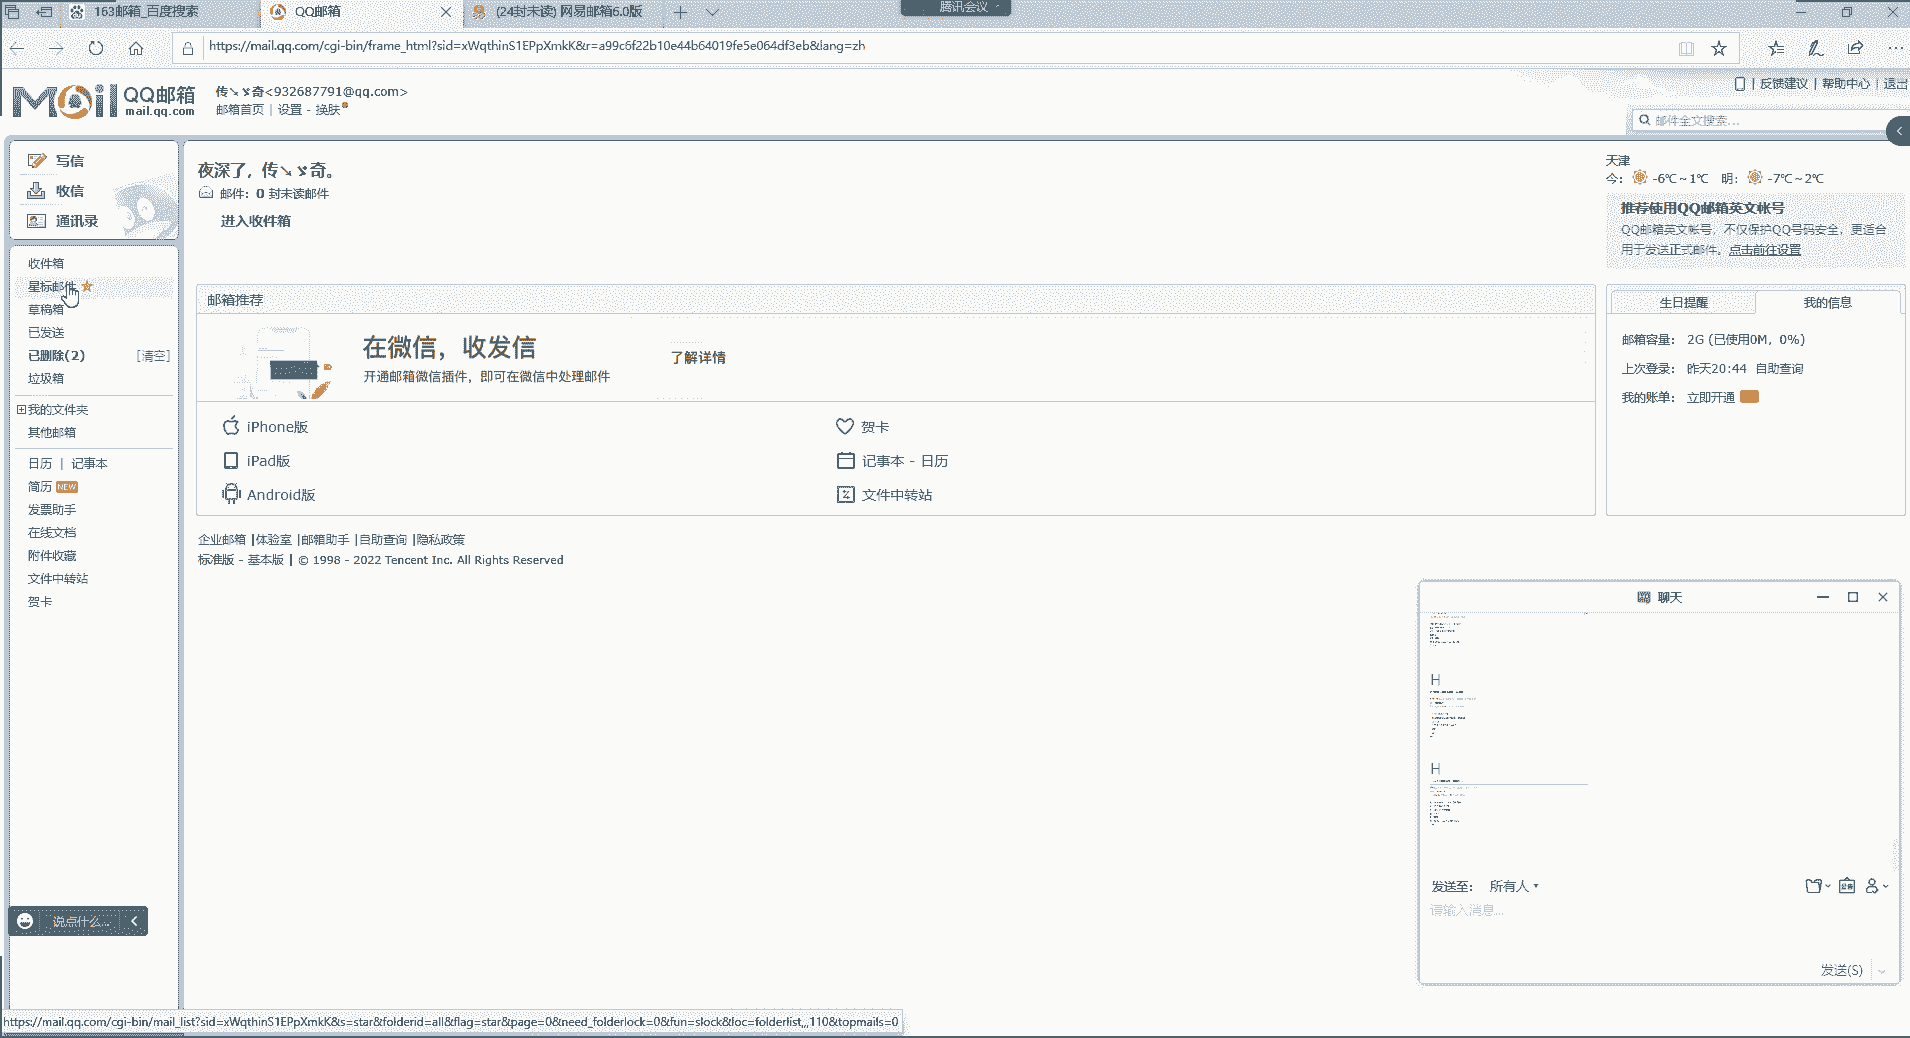 163邮箱_百度搜索
QQ邮箱
(24封未读) 网易邮箱6.0版
腾讯会议
https://mail.qq.com/cgi-bin/frame_html?sid=xWqthinS1EPpXmkK&r=a99c6f22b10e44b64019fe5e064df3eb&lang=zh
Mail QQ邮箱
mail.qq.com
传↘ゞ奇<932687791@qq.com>
邮箱首页 | 设置 - 换肤
| 反馈建议 | 帮助中心 | 退出
邮件全文搜索...
写信
收信
通讯录
收件箱
星标邮件
草稿箱
已发送
已删除(2) [清空]
垃圾箱
我的文件夹
其他邮箱
日历 | 记事本
简历 NEW
发票助手
在线文档
附件收藏
文件中转站
贺卡
说点什么...
夜深了，传↘ゞ奇。
邮件：0 封未读邮件
进入收件箱
天津
今： -6℃～1℃ 明： -7℃～2℃
推荐使用QQ邮箱英文帐号
QQ邮箱英文帐号，不仅保护QQ号码安全，更适合
用于发送正式邮件。点击前往设置
邮箱推荐
在微信，收发信
开通邮箱微信插件，即可在微信中处理邮件
了解详情
iPhone版
贺卡
iPad版
记事本 - 日历
Android版
文件中转站
生日提醒
我的信息
邮箱容量： 2G (已使用0M，0%)
上次登录： 昨天20:44 自助查询
我的账单： 立即开通
企业邮箱 |体验室 |邮箱助手 |自助查询 |隐私政策
标准版 - 基本版 | © 1998 - 2022 Tencent Inc. All Rights Reserved
聊天
H
H
发送至： 所有人
请输入消息...
发送(S)
https://mail.qq.com/cgi-bin/mail_list?sid=xWqthinS1EPpXmkK&s=star&folderid=all&flag=star&page=0&need_folderlock=0&fun=slock&loc=folderlist,,,110&topmails=0